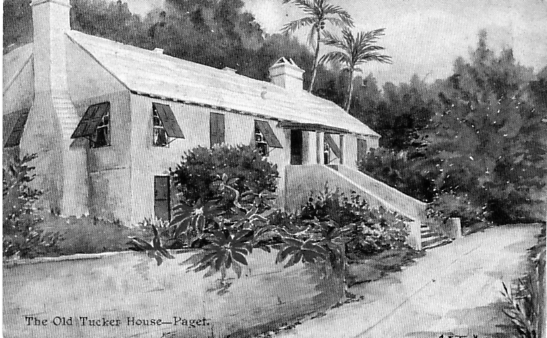 The Old Tucker House—Paget.